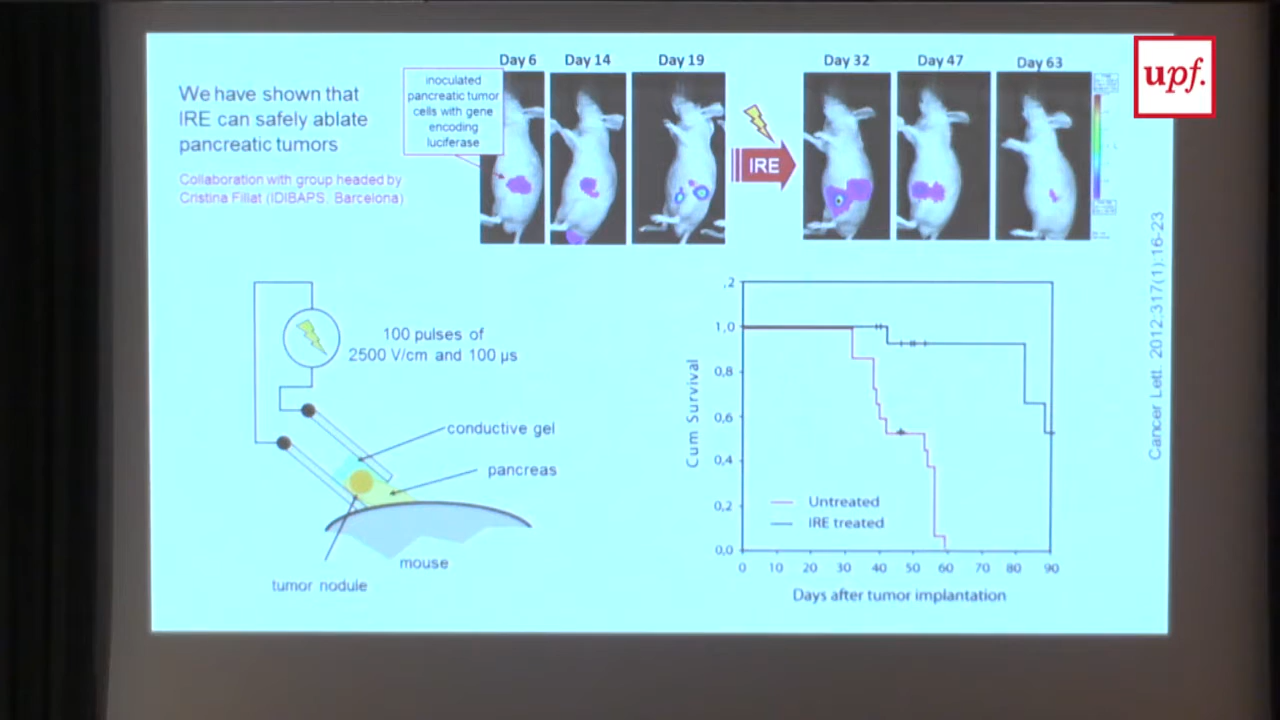 We have shown that
IRE can safely ablate
pancreatic tumors
Collaboration with group headed by
Cristina Fillat (IDIBAPS. Barcelona)
inoculated
pancreatic tumor
cells with gene
encoding
luciferase
Day 6
Day 14
Day 19
IRE
Day 32
Day 47
Day 63
upf.
100 pulses of
2500 V/cm and 100 µs
conductive gel
pancreas
mouse
tumor nodule
,2
1,0
0,8
0,6
0,4
0,2
0,0
Cum Survival
Untreated
IRE treated
0 10 20 30 40 50 60 70 80 90
Days after tumor implantation
Cancer Lett. 2012;317(1):16-23